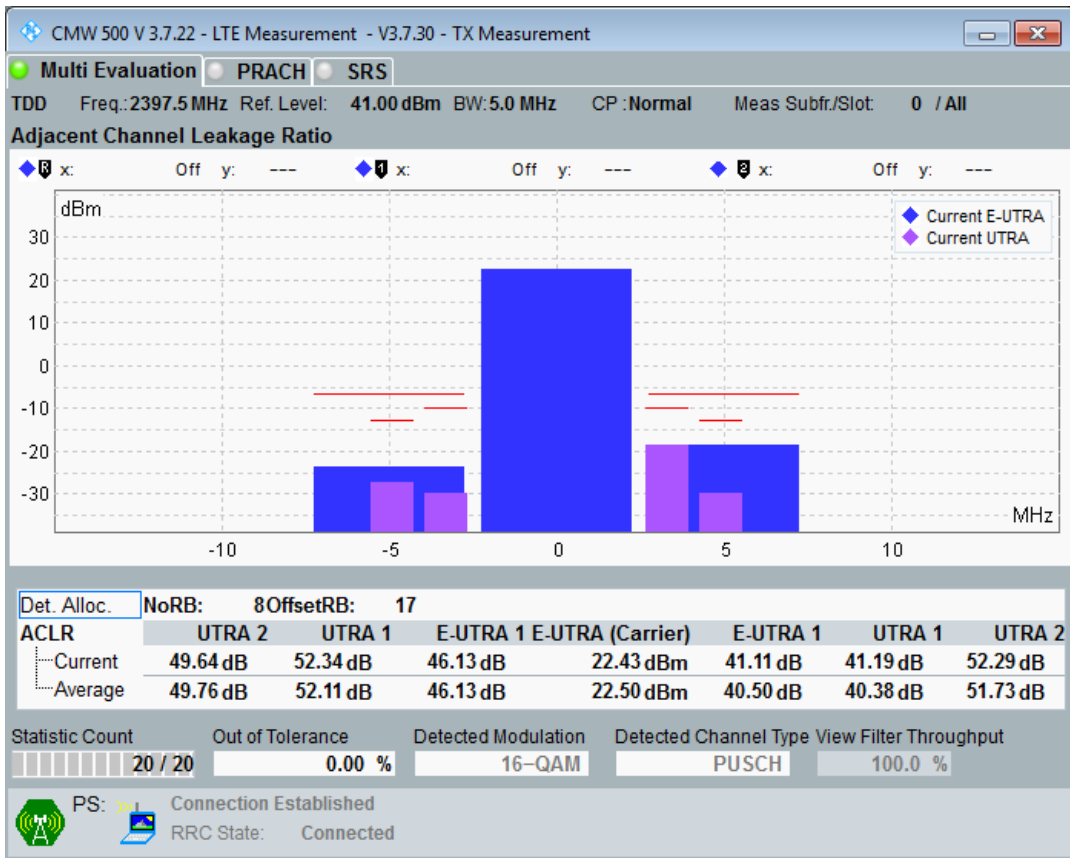 CMW 500 V 3.7.22 - LTE Measurement - V3.7.30 - TX Measurement
Multi Evaluation PRACH SRS
TDD Freq.:2397.5 MHz Ref. Level: 41.00 dBm BW:5.0 MHz CP :Normal Meas Subfr./Slot: 0 / All
Adjacent Channel Leakage Ratio
R x: Off y: --- 1 x: Off y: --- 2 x: Off y: ---
dBm
Current E-UTRA
Current UTRA
30
20
10
0
-10
-20
-30
MHz
-10 -5 0 5 10
Det. Alloc. NoRB: 8 OffsetRB: 17
ACLR UTRA 2 UTRA 1 E-UTRA 1 E-UTRA (Carrier) E-UTRA 1 UTRA 1 UTRA 2
Current 49.64 dB 52.34 dB 46.13 dB 22.43 dBm 41.11 dB 41.19 dB 52.29 dB
Average 49.76 dB 52.11 dB 46.13 dB 22.50 dBm 40.50 dB 40.38 dB 51.73 dB
Statistic Count Out of Tolerance Detected Modulation Detected Channel Type View Filter Throughput
20 / 20 0.00 % 16-QAM PUSCH 100.0 %
PS: Connection Established
RRC State: Connected